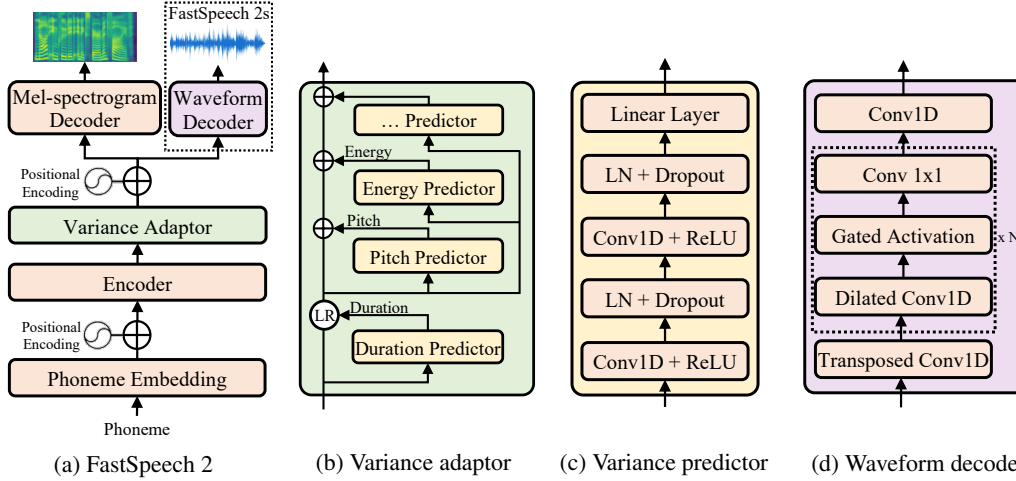 FastSpeech 2s
Mel-spectrogram
Decoder
Waveform
Decoder
Positional
Encoding
Variance Adaptor
Encoder
Positional
Encoding
Phoneme Embedding
Phoneme
(a) FastSpeech 2
… Predictor
Energy
Energy Predictor
Pitch
Pitch Predictor
LR
Duration
Duration Predictor
(b) Variance adaptor
Linear Layer
LN + Dropout
Conv1D + ReLU
LN + Dropout
Conv1D + ReLU
(c) Variance predictor
Conv1D
Conv 1x1
Gated Activation
x N
Dilated Conv1D
Transposed Conv1D
(d) Waveform decode